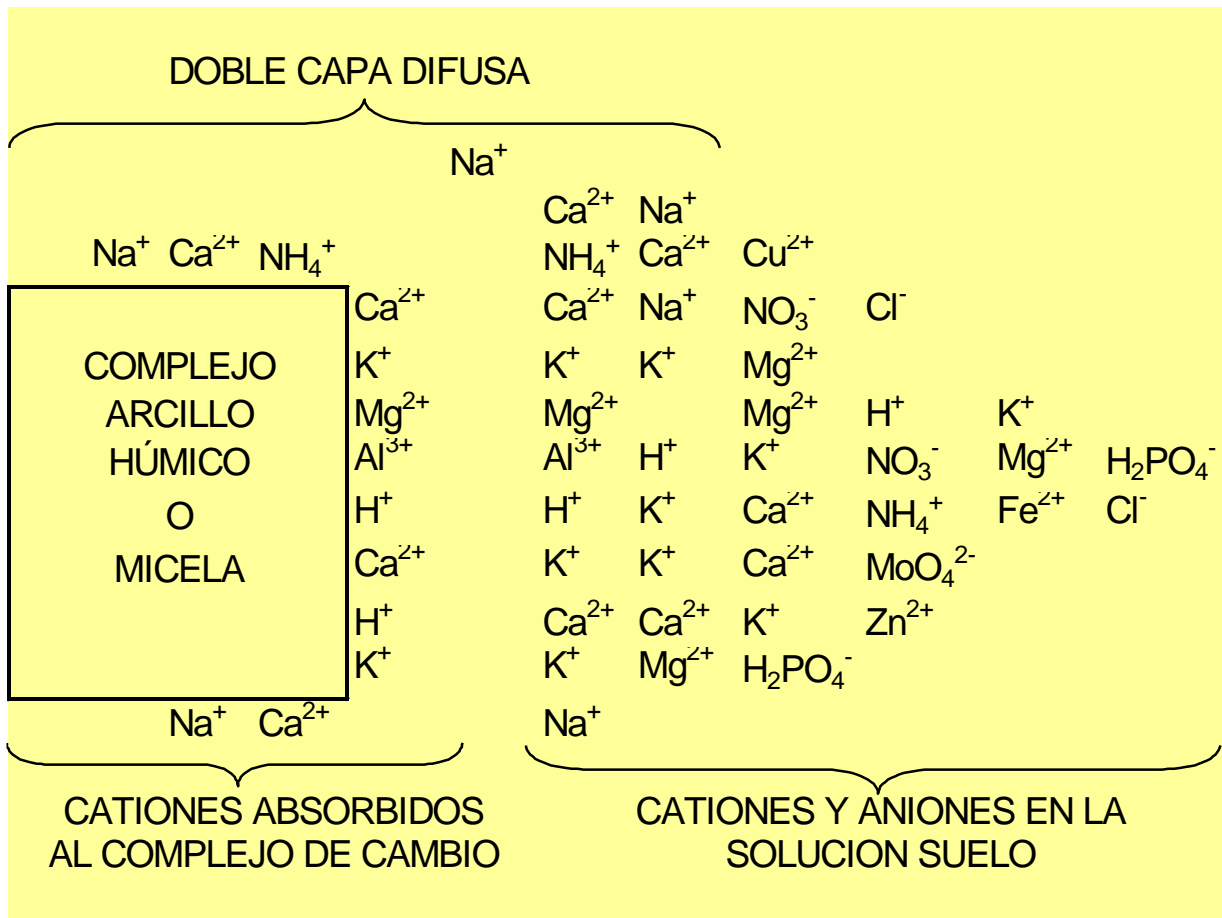 DOBLE CAPA DIFUSA
Na⁺
Ca²⁺ Na⁺
Na⁺ Ca²⁺ NH₄⁺ NH₄⁺ Ca²⁺ Cu²⁺
Ca²⁺ Ca²⁺ Na⁺ NO₃⁻ Cl⁻
COMPLEJO K⁺ K⁺ K⁺ Mg²⁺
ARCILLO Mg²⁺ Mg²⁺ Mg²⁺ H⁺ K⁺
HÚMICO Al³⁺ Al³⁺ H⁺ K⁺ NO₃⁻ Mg²⁺ H₂PO₄⁻
O H⁺ H⁺ K⁺ Ca²⁺ NH₄⁺ Fe²⁺ Cl⁻
MICELA Ca²⁺ K⁺ K⁺ Ca²⁺ MoO₄²⁻
H⁺ Ca²⁺ Ca²⁺ K⁺ Zn²⁺
K⁺ K⁺ Mg²⁺ H₂PO₄⁻
Na⁺ Ca²⁺ Na⁺
CATIONES ABSORBIDOS
AL COMPLEJO DE CAMBIO
CATIONES Y ANIONES EN LA
SOLUCION SUELO